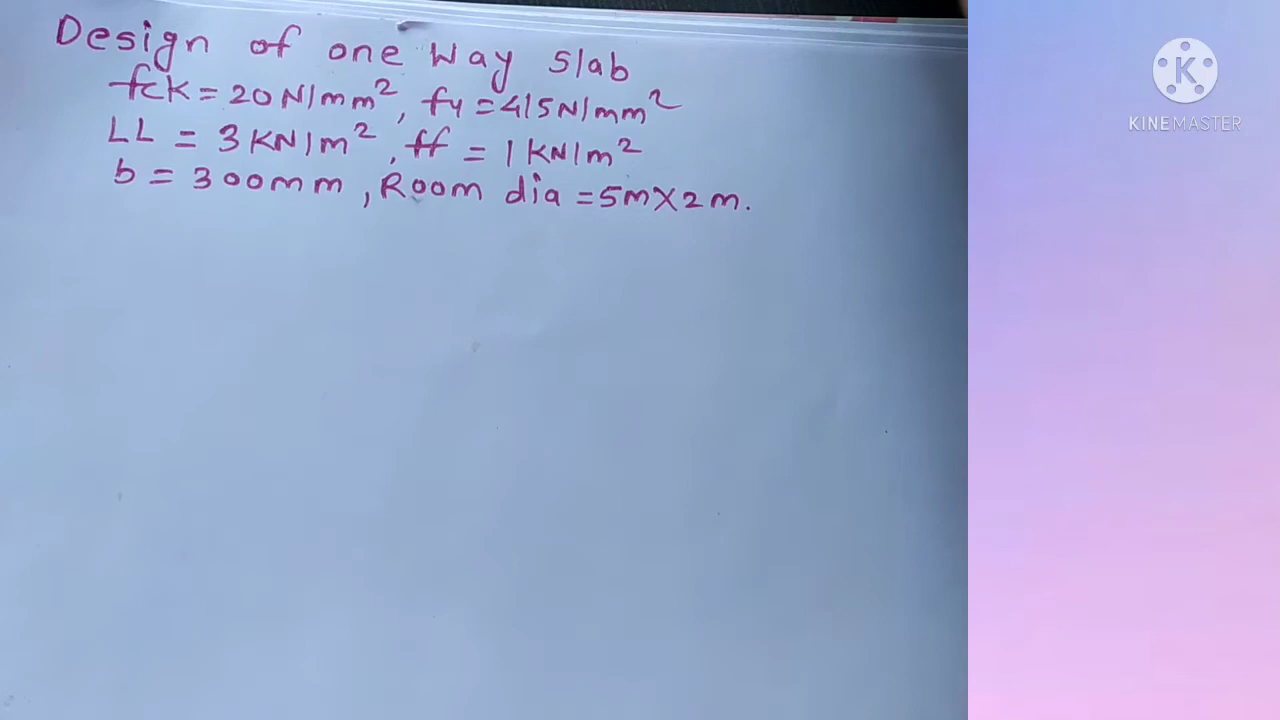 Design of one way slab
fck = 20 N/mm², fy = 415 N/mm²
LL = 3 KN/m², ff = 1 KN/m²
b = 300mm, Room dia = 5m X 2m.
K
KINEMASTER